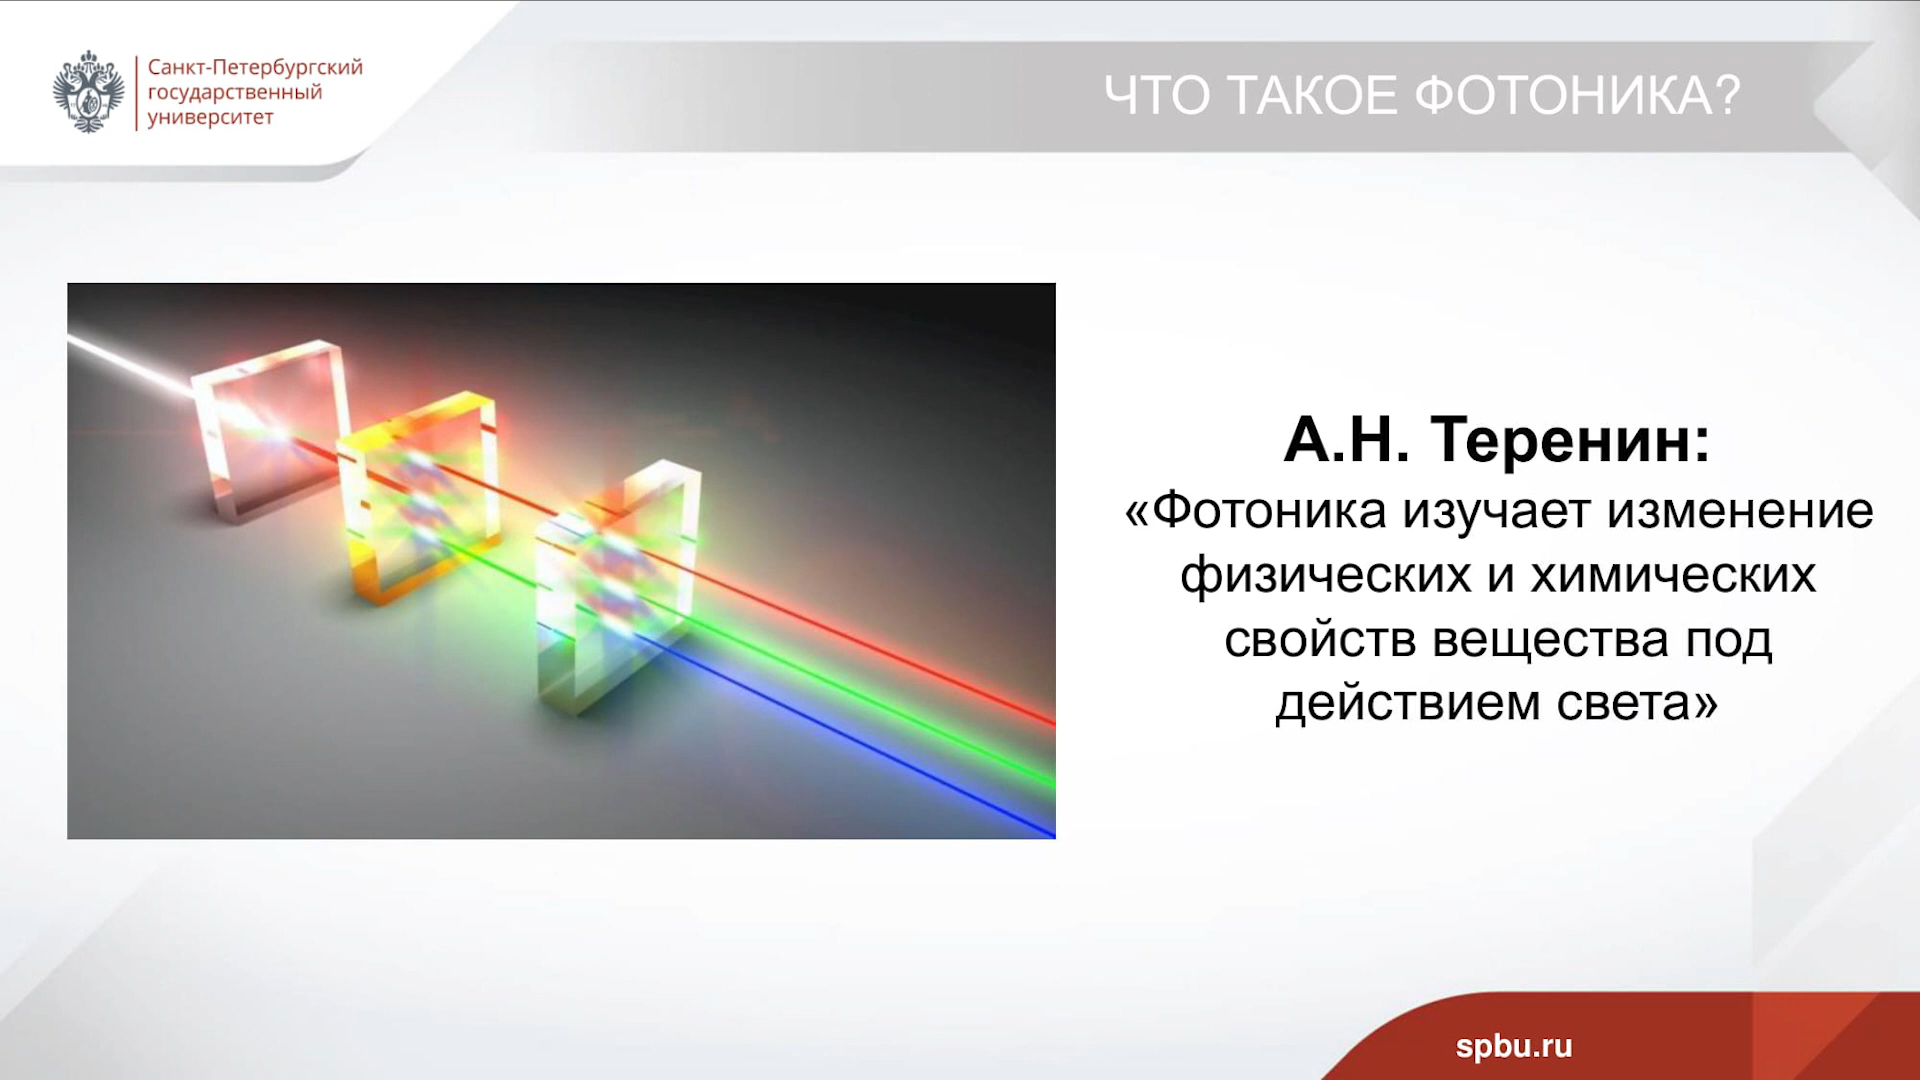 Санкт-Петербургский
государственный
университет
ЧТО ТАКОЕ ФОТОНИКА?
А.Н. Теренин:
«Фотоника изучает изменение
физических и химических
свойств вещества под
действием света»
spbu.ru